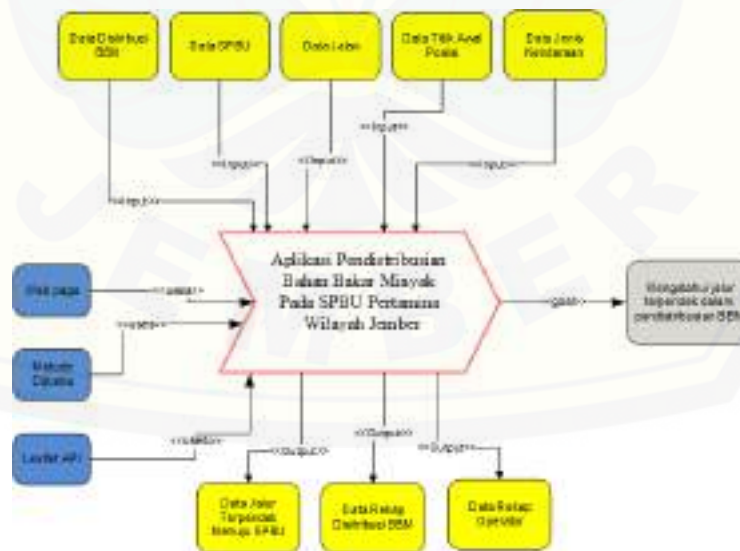 Data Distribusi
BBM
Data SPBU
Data Jalan
Data Titik Awal
Posisi
Data Jenis
Kendaraan
<<Input>>
<<Input>>
<<Input>>
<<Input>>
<<Input>>
Aplikasi Pendistribusian
Bahan Bakar Minyak
Pada SPBU Pertamina
Wilayah Jember
Web page
<<uses>>
Metode
Dijkstra
<<uses>>
Leaflet API
<<uses>>
<<goal>>
Mengetahui jalur
terpendek dalam
pendistribusian BBM
<<Output>>
<<Output>>
<<Output>>
Data Jalur
Terpendek
Menuju SPBU
Data Rekap
Distribusi BBM
Data Rekap
Operator
JEMBER